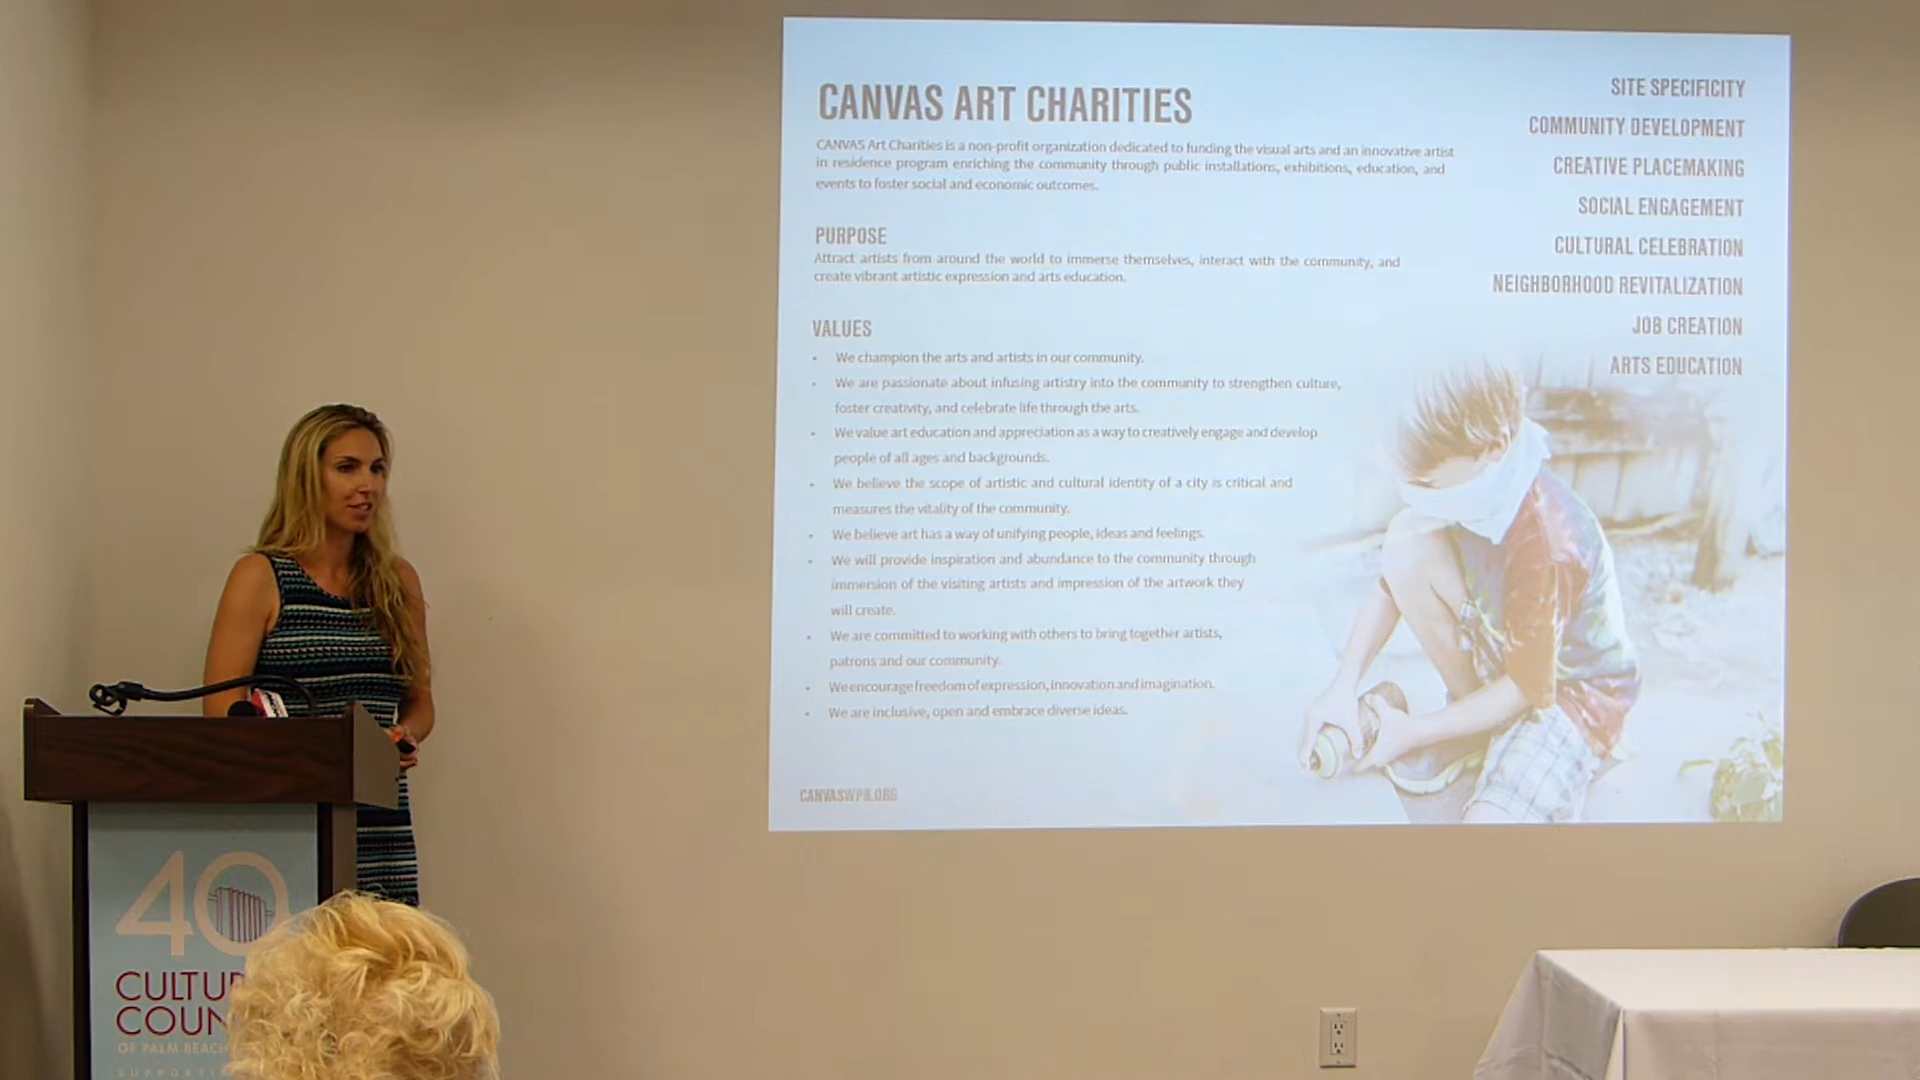 CANVAS ART CHARITIES
CANVAS Art Charities is a non-profit organization dedicated to funding the visual arts and an innovative artist
in residence program enriching the community through public installations, exhibitions, education, and
events to foster social and economic outcomes.
PURPOSE
Attract artists from around the world to immerse themselves, interact with the community, and
create vibrant artistic expression and arts education.
VALUES
• We champion the arts and artists in our community.
• We are passionate about infusing artistry into the community to strengthen culture,
foster creativity, and celebrate life through the arts.
• We value art education and appreciation as a way to creatively engage and develop
people of all ages and backgrounds.
• We believe the scope of artistic and cultural identity of a city is critical and
measures the vitality of the community.
• We believe art has a way of unifying people, ideas and feelings.
• We will provide inspiration and abundance to the community through
immersion of the visiting artists and impression of the artwork they
will create.
• We are committed to working with others to bring together artists,
patrons and our community.
• We encourage freedom of expression, innovation and imagination.
• We are inclusive, open and embrace diverse ideas.
CANVASWPB.ORG
SITE SPECIFICITY
COMMUNITY DEVELOPMENT
CREATIVE PLACEMAKING
SOCIAL ENGAGEMENT
CULTURAL CELEBRATION
NEIGHBORHOOD REVITALIZATION
JOB CREATION
ARTS EDUCATION
40
CULTU
COUN
OF PALM BEACH